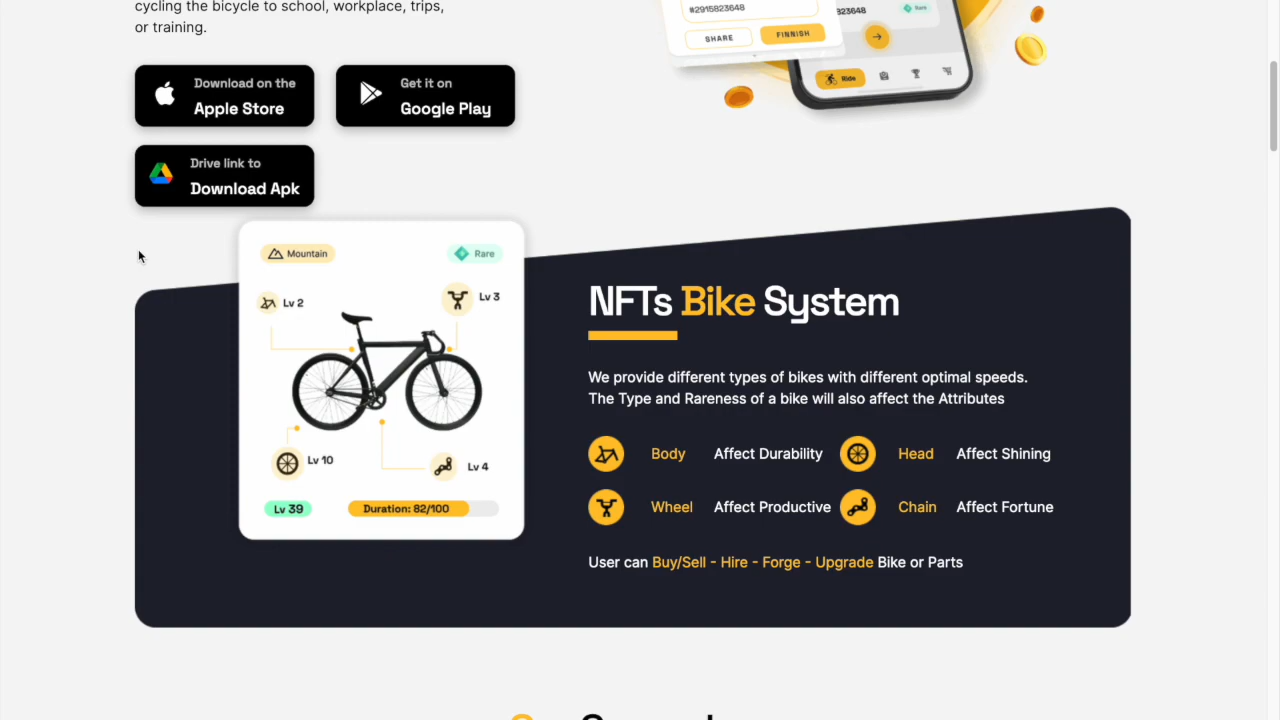 cycling the bicycle to school, workplace, trips,
or training.
#2915823648
SHARE
FINNISH
823648
Rare
Ride
Download on the
Apple Store
Get it on
Google Play
Drive link to
Download Apk
Mountain
Rare
Lv 2
Lv 3
Lv 10
Lv 4
Lv 39
Duration: 82/100
NFTs Bike System
We provide different types of bikes with different optimal speeds.
The Type and Rareness of a bike will also affect the Attributes
Body Affect Durability
Head Affect Shining
Wheel Affect Productive
Chain Affect Fortune
User can Buy/Sell - Hire - Forge - Upgrade Bike or Parts